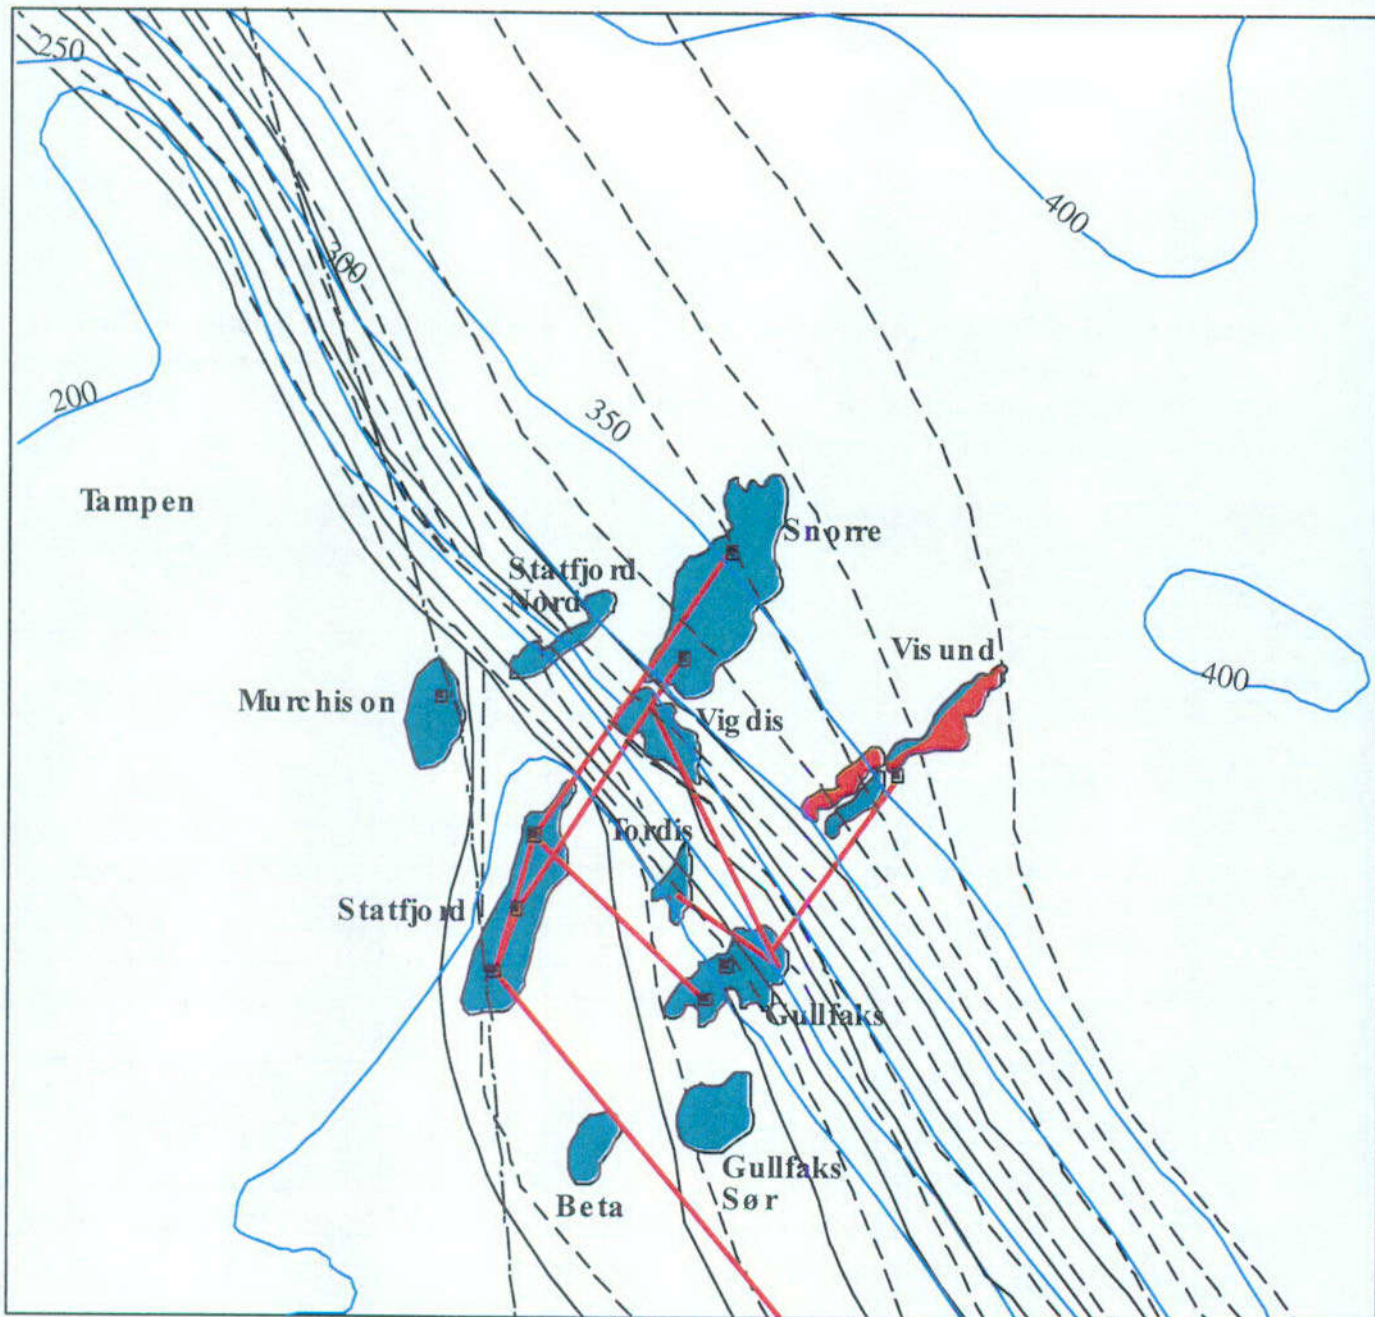 250
400
300
200
350
Tampen
Snorre
Statfjord
Nord
Visund
400
Murchison
Vigdis
Tordis
Statfjord
Gullfaks
Gullfaks
Sør
Beta